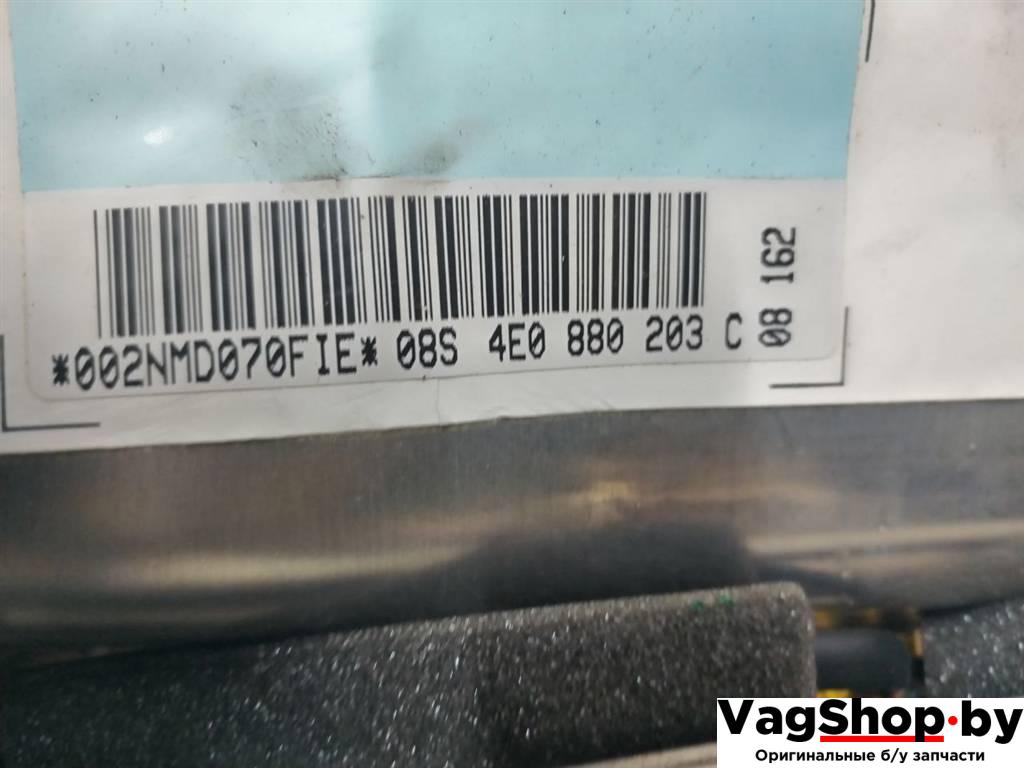 *002NMD070FIE* 08S 4E0 880 203 C
08 162
VagShop.by
Оригинальные б/у запчасти